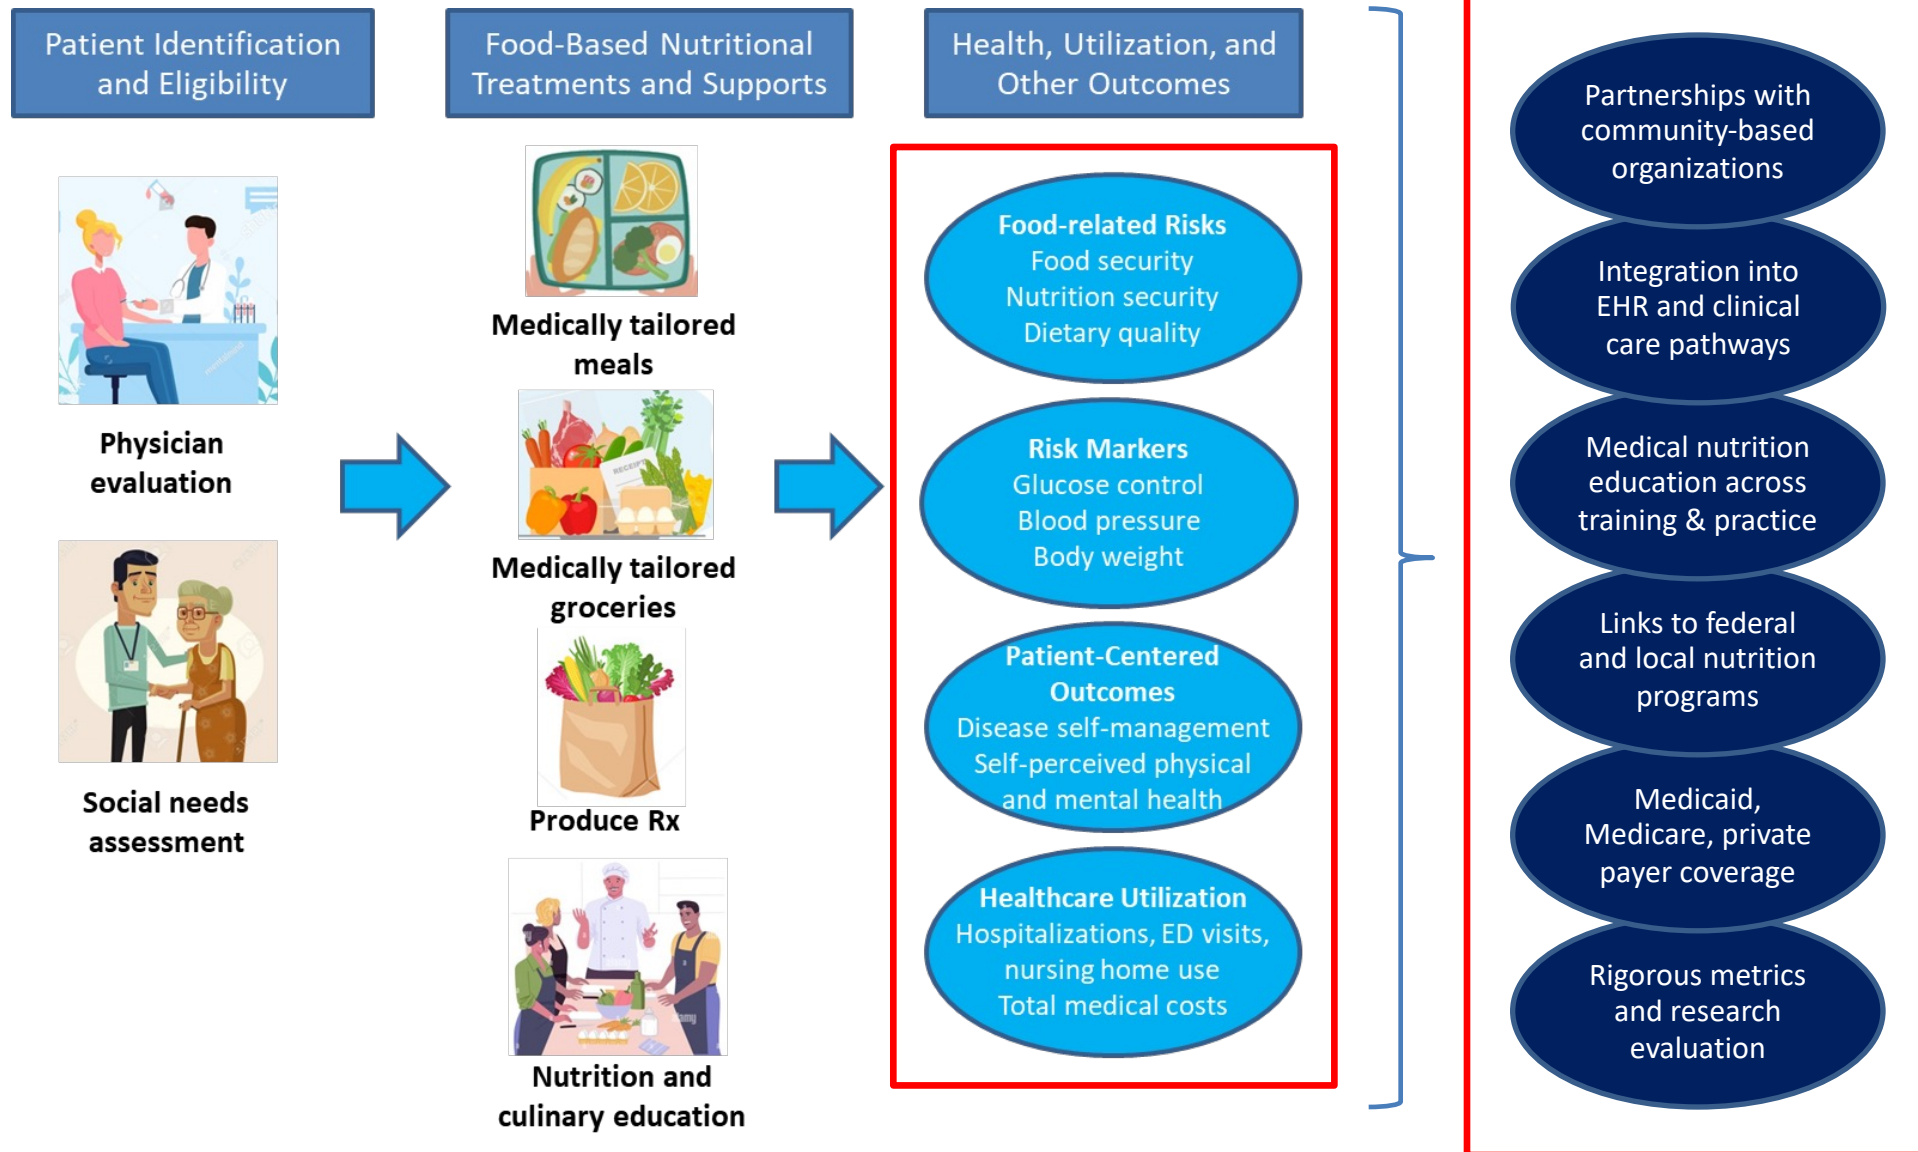 Patient Identification
and Eligibility
Physician
evaluation
Social needs
assessment
Food-Based Nutritional
Treatments and Supports
Medically tailored
meals
RECEIPT
Medically tailored
groceries
Produce Rx
Nutrition and
culinary education
Health, Utilization, and
Other Outcomes
Food-related Risks
Food security
Nutrition security
Dietary quality
Risk Markers
Glucose control
Blood pressure
Body weight
Patient-Centered
Outcomes
Disease self-management
Self-perceived physical
and mental health
Healthcare Utilization
Hospitalizations, ED visits,
nursing home use
Total medical costs
Partnerships with
community-based
organizations
Integration into
EHR and clinical
care pathways
Medical nutrition
education across
training & practice
Links to federal
and local nutrition
programs
Medicaid,
Medicare, private
payer coverage
Rigorous metrics
and research
evaluation